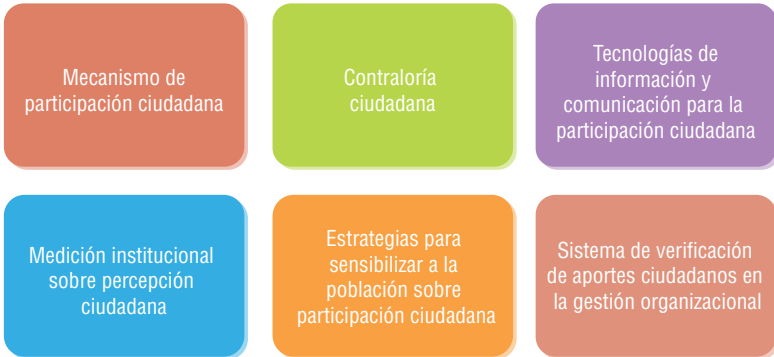 Mecanismo de
participación ciudadana
Contraloría
ciudadana
Tecnologías de
información y
comunicación para la
participación ciudadana
Medición institucional
sobre percepción
ciudadana
Estrategias para
sensibilizar a la
población sobre
participación ciudadana
Sistema de verificación
de aportes ciudadanos en
la gestión organizacional